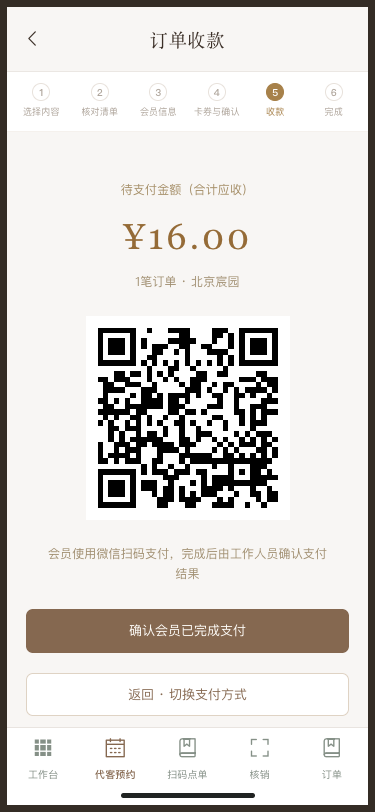 订单收款
1 2 3 4 5 6
选择内容 核对清单 会员信息 卡券与确认 收款 完成
待支付金额（合计应收）
¥16.00
1笔订单 · 北京宸园
会员使用微信扫码支付，完成后由工作人员确认支付
结果
确认会员已完成支付
返回 · 切换支付方式
工作台 代客预约 扫码点单 核销 订单